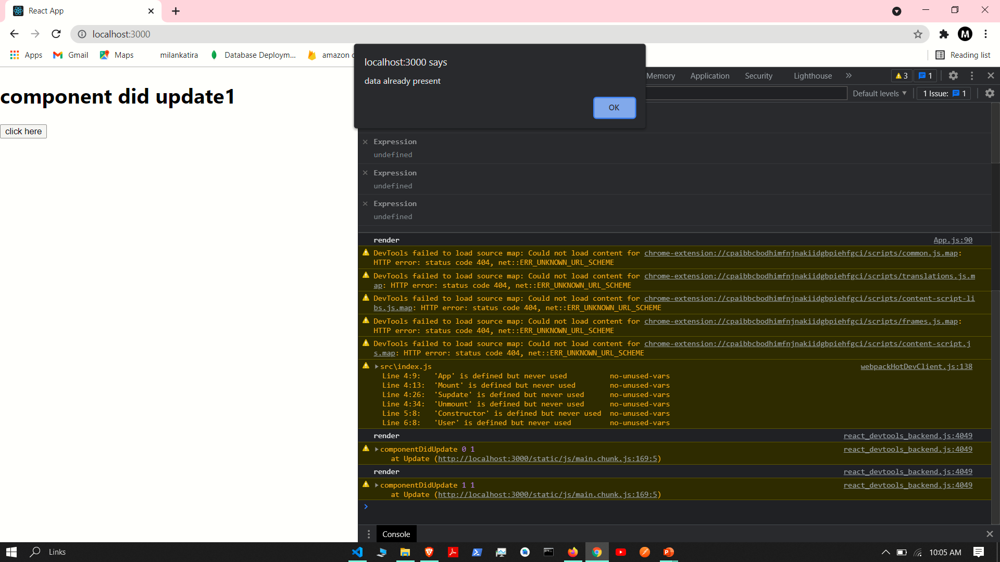 React App
localhost:3000
Apps
Gmail
Maps
milankatira
Database Deploym...
amazon
Reading list
localhost:3000 says
data already present
OK
component did update1
click here
Memory
Application
Security
Lighthouse
3
1
Default levels
1 Issue:
1
Expression
undefined
Expression
undefined
Expression
undefined
render
App.js:90
DevTools failed to load source map: Could not load content for chrome-extension://cpaibbcbodhimfnjnakiidgbpiehfgci/scripts/common.js.map:
HTTP error: status code 404, net::ERR_UNKNOWN_URL_SCHEME
DevTools failed to load source map: Could not load content for chrome-extension://cpaibbcbodhimfnjnakiidgbpiehfgci/scripts/translations.js.m
ap: HTTP error: status code 404, net::ERR_UNKNOWN_URL_SCHEME
DevTools failed to load source map: Could not load content for chrome-extension://cpaibbcbodhimfnjnakiidgbpiehfgci/scripts/content-script-li
bs.js.map: HTTP error: status code 404, net::ERR_UNKNOWN_URL_SCHEME
DevTools failed to load source map: Could not load content for chrome-extension://cpaibbcbodhimfnjnakiidgbpiehfgci/scripts/frames.js.map:
HTTP error: status code 404, net::ERR_UNKNOWN_URL_SCHEME
DevTools failed to load source map: Could not load content for chrome-extension://cpaibbcbodhimfnjnakiidgbpiehfgci/scripts/content-script.j
s.map: HTTP error: status code 404, net::ERR_UNKNOWN_URL_SCHEME
src\index.js
webpackHotDevClient.js:138
Line 4:9: 'App' is defined but never used no-unused-vars
Line 4:13: 'Mount' is defined but never used no-unused-vars
Line 4:26: 'Supdate' is defined but never used no-unused-vars
Line 4:34: 'Unmount' is defined but never used no-unused-vars
Line 5:8: 'Constructor' is defined but never used no-unused-vars
Line 6:8: 'User' is defined but never used no-unused-vars
render
react_devtools_backend.js:4049
componentDidUpdate 0 1
react_devtools_backend.js:4049
at Update (http://localhost:3000/static/js/main.chunk.js:169:5)
render
react_devtools_backend.js:4049
componentDidUpdate 1 1
react_devtools_backend.js:4049
at Update (http://localhost:3000/static/js/main.chunk.js:169:5)
Console
Links
10:05 AM